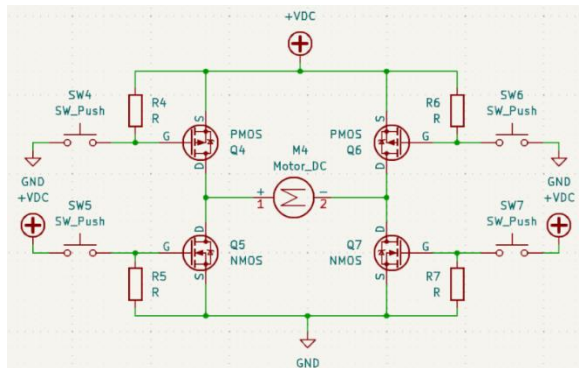 +VDC
SW4
SW_Push
R4
R
S
G
D
PMOS
Q4
M4
Motor_DC
+
1
−
2
PMOS
Q6
S
G
D
R6
R
SW6
SW_Push
GND
+VDC
SW5
SW_Push
R5
R
G
D
S
Q5
NMOS
Q7
NMOS
D
G
S
R7
R
SW7
SW_Push
GND
+VDC
GND